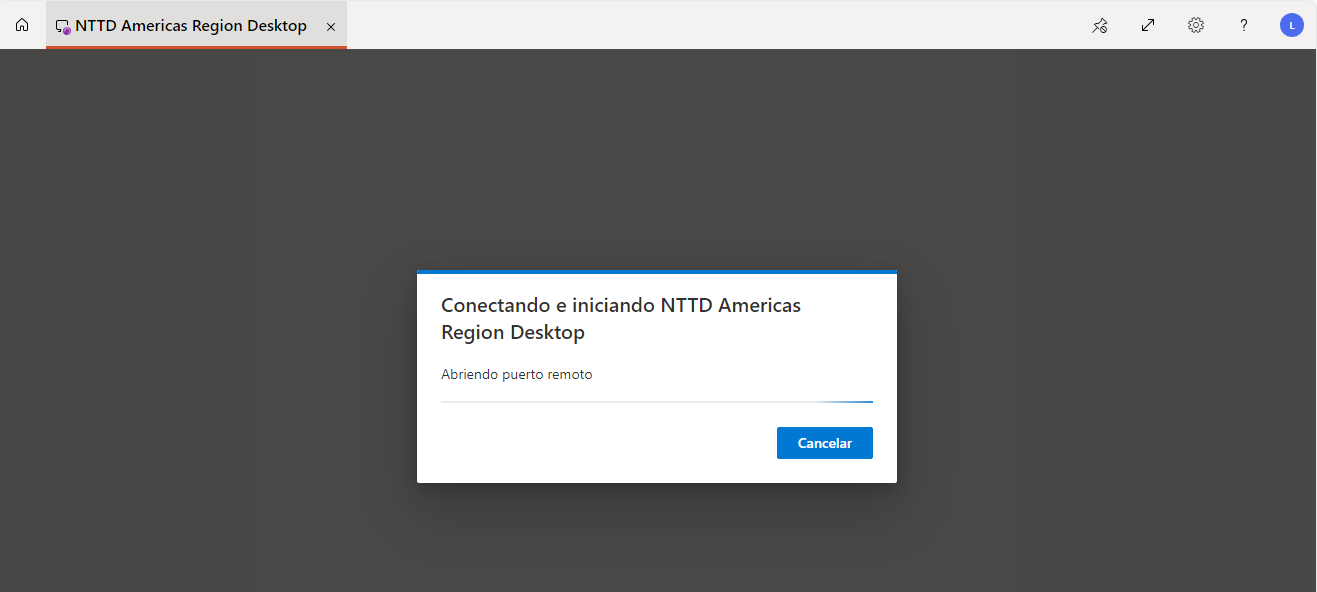 NTTD Americas Region Desktop
L
Conectando e iniciando NTTD Americas
Region Desktop
Abriendo puerto remoto
Cancelar